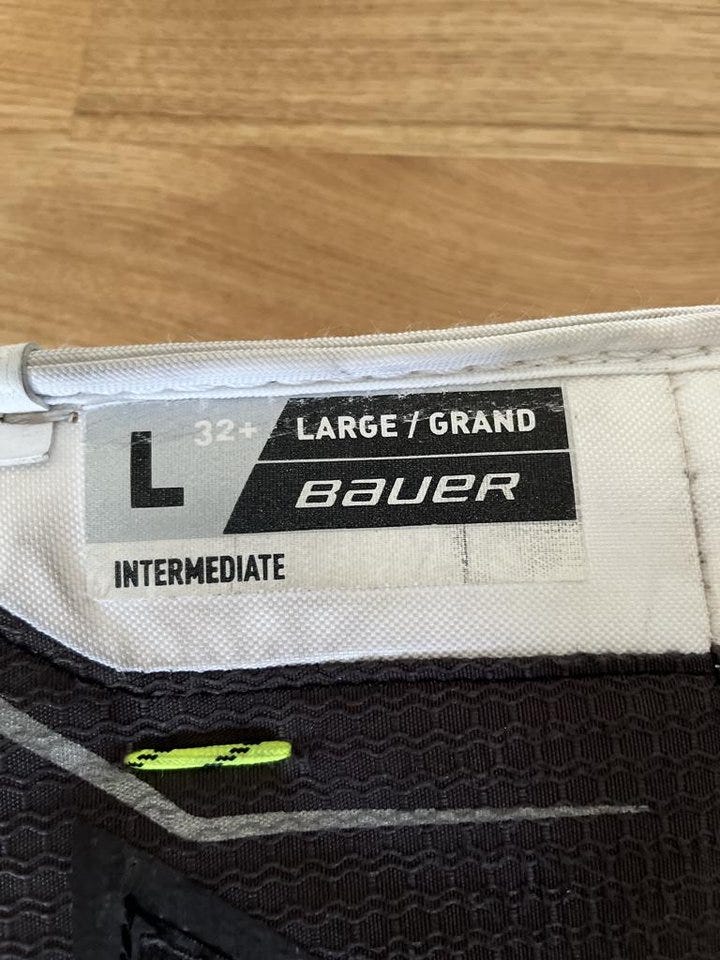 L 32+ LARGE / GRAND
BAUER
INTERMEDIATE